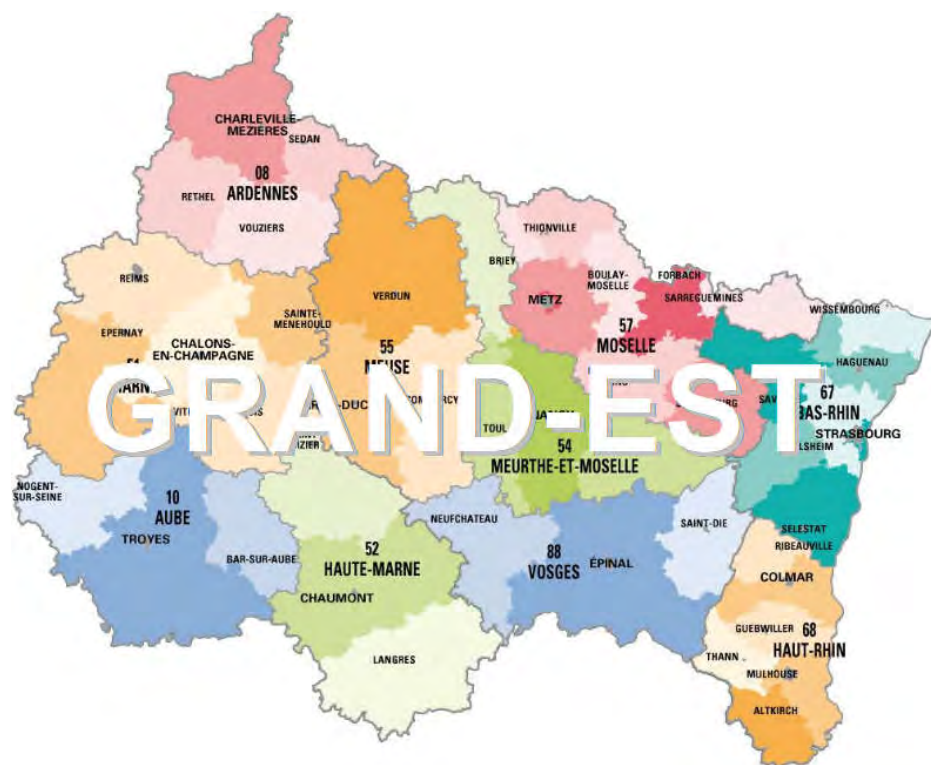 CHARLEVILLE-
MEZIERES
SEDAN
08
ARDENNES
RETHEL
VOUZIERS
THIONVILLE
BRIEY
BOULAY-
MOSELLE
FORBACH
SARREGUEMINES
METZ
57
MOSELLE
WISSEMBOURG
HAGUENAU
REIMS
VERDUN
SAINTE-
MENEHOULD
EPERNAY
CHALONS-
EN-CHAMPAGNE
55
MEUSE
GRAND-EST
TOUL
54
MEURTHE-ET-MOSELLE
67
BAS-RHIN
STRASBOURG
NOGENT-
SUR-SEINE
10
AUBE
TROYES
BAR-SUR-AUBE
52
HAUTE-MARNE
CHAUMONT
LANGRES
NEUFCHATEAU
88
VOSGES
ÉPINAL
SAINT-DIE
SELESTAT
RIBEAUVILLE
COLMAR
GUEBWILLER
68
HAUT-RHIN
THANN
MULHOUSE
ALTKIRCH